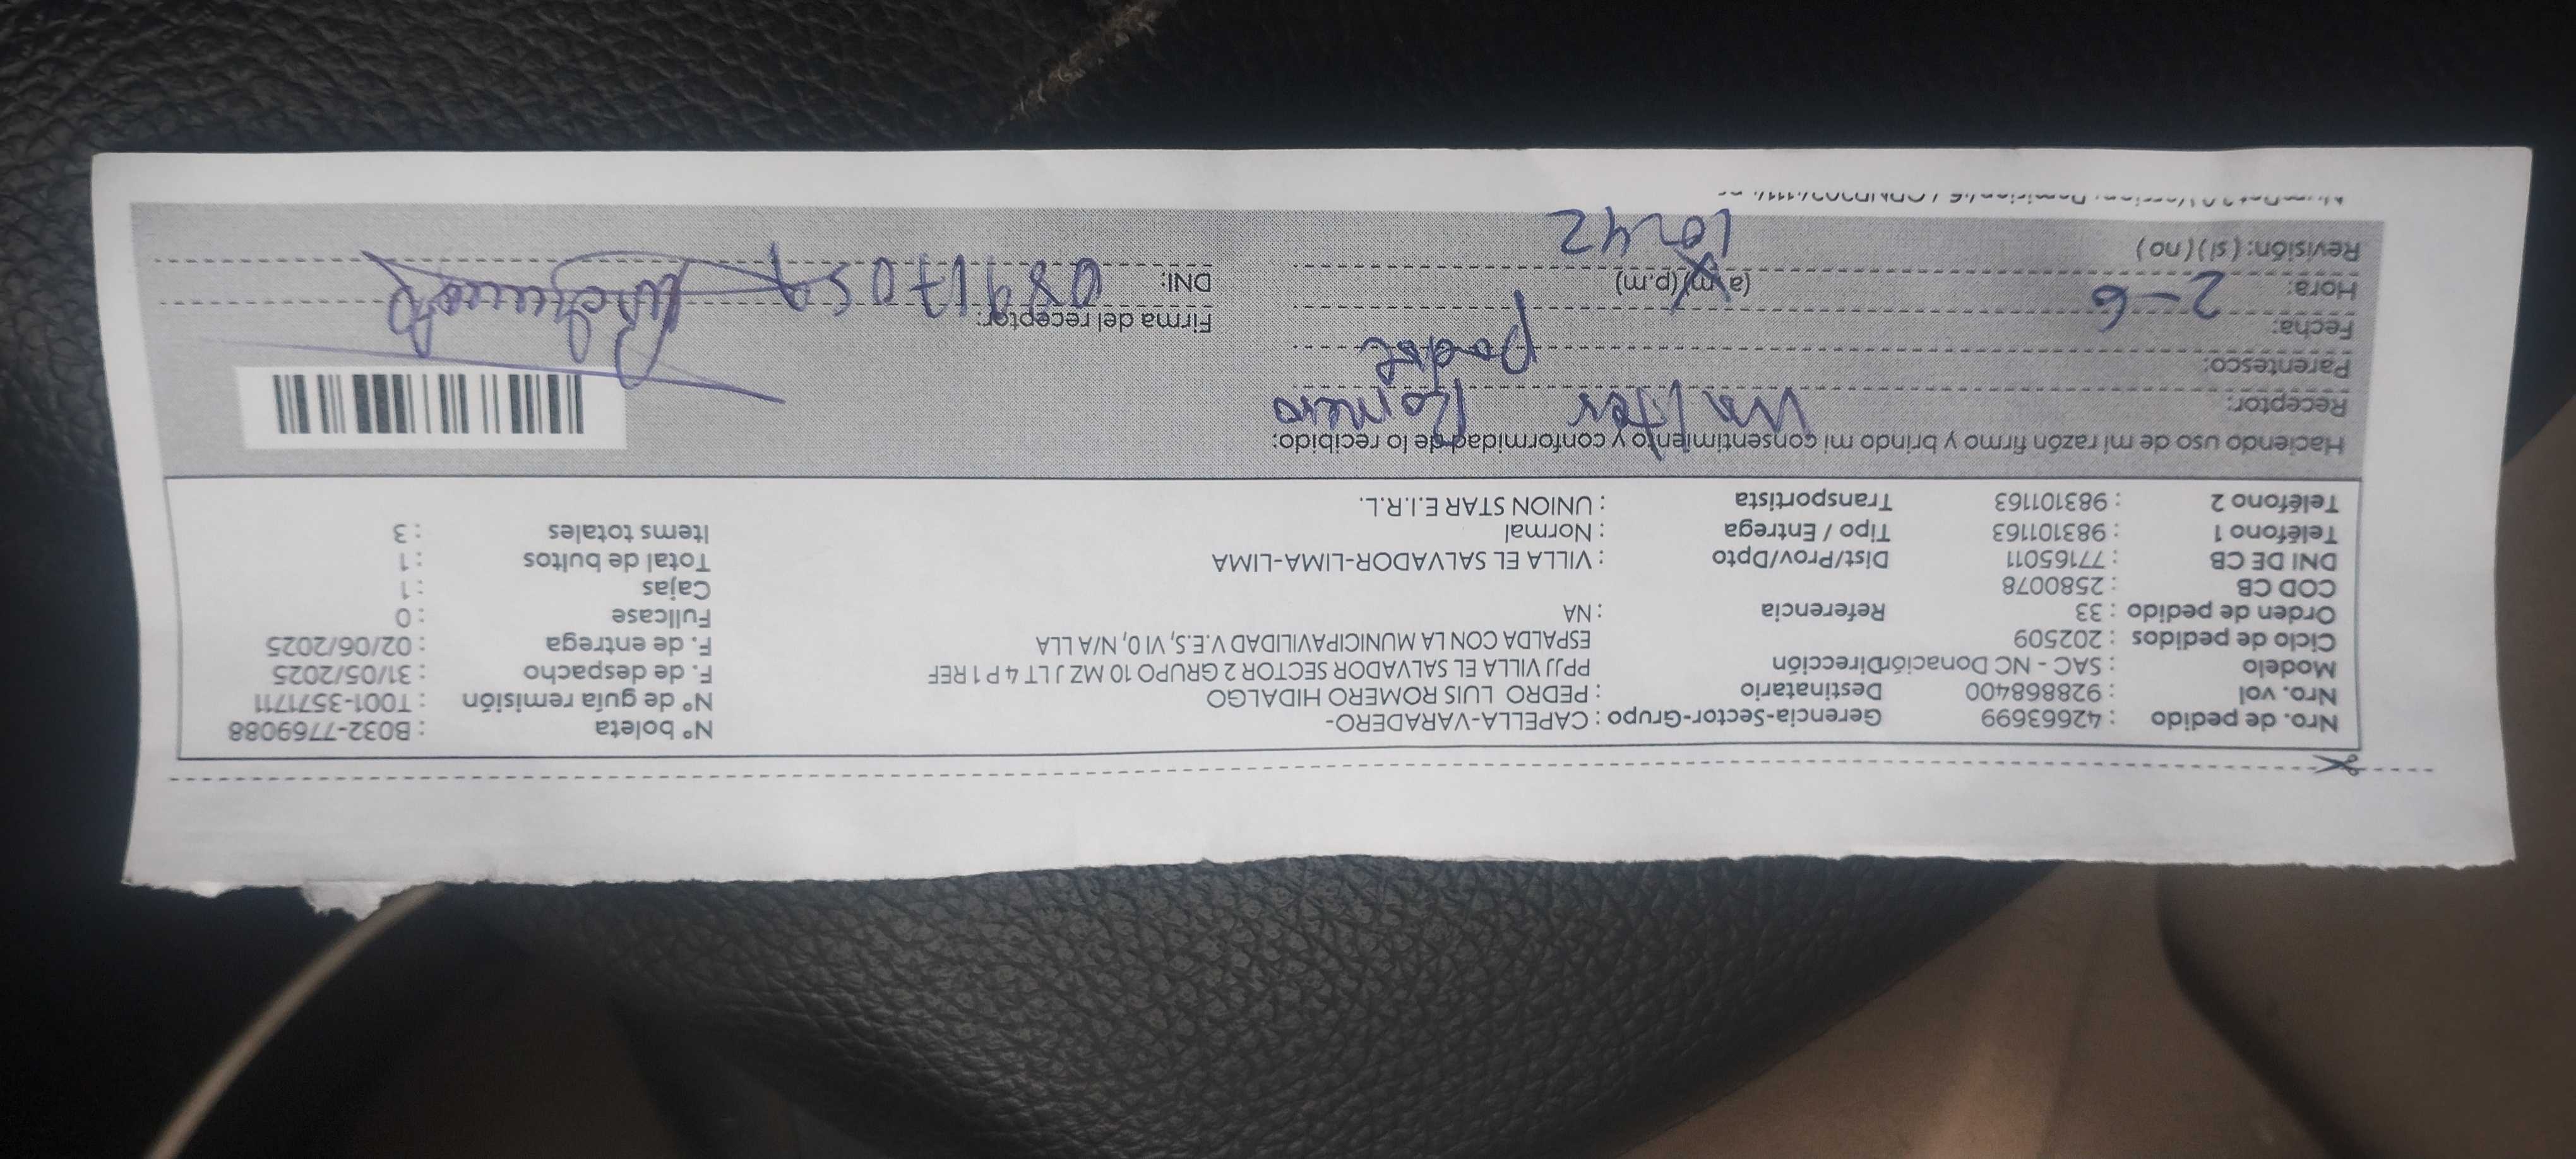 Nro. de pedido : 42663699 Gerencia-Sector-Grupo : CAPELLA-VARADERO- N° boleta : B032-7769088
Nro. vol : 928868400 Destinatario : PEDRO LUIS ROMERO HIDALGO N° de guía remisión : T001-3571711
Modelo : SAC - NC Donación Dirección PPJJ VILLA EL SALVADOR SECTOR 2 GRUPO 10 MZ J LT 4 P 1 REF F. de despacho : 31/05/2025
Ciclo de pedidos : 202509 ESPALDA CON LA MUNICIPAVILIDAD V.E.S, VI 0, N/A LLA F. de entrega : 02/06/2025
Orden de pedido : 33 Referencia : NA Fullcase : 0
COD CB : 2580078 Cajas : 1
DNI DE CB : 77165011 Dist/Prov/Dpto : VILLA EL SALVADOR-LIMA-LIMA Total de bultos : 1
Teléfono 1 : 983101163 Tipo / Entrega : Normal Items totales : 3
Teléfono 2 : 983101163 Transportista : UNION STAR E.I.R.L.
Haciendo uso de mi razón firmo y brindo mi consentimiento y conformidad de lo recibido:
Receptor: Romero
Parentesco: padre
Fecha: 2-6 Firma del receptor:
Hora: (a.m) (p.m) DNI:
Revisión: (si) (no) 10:42